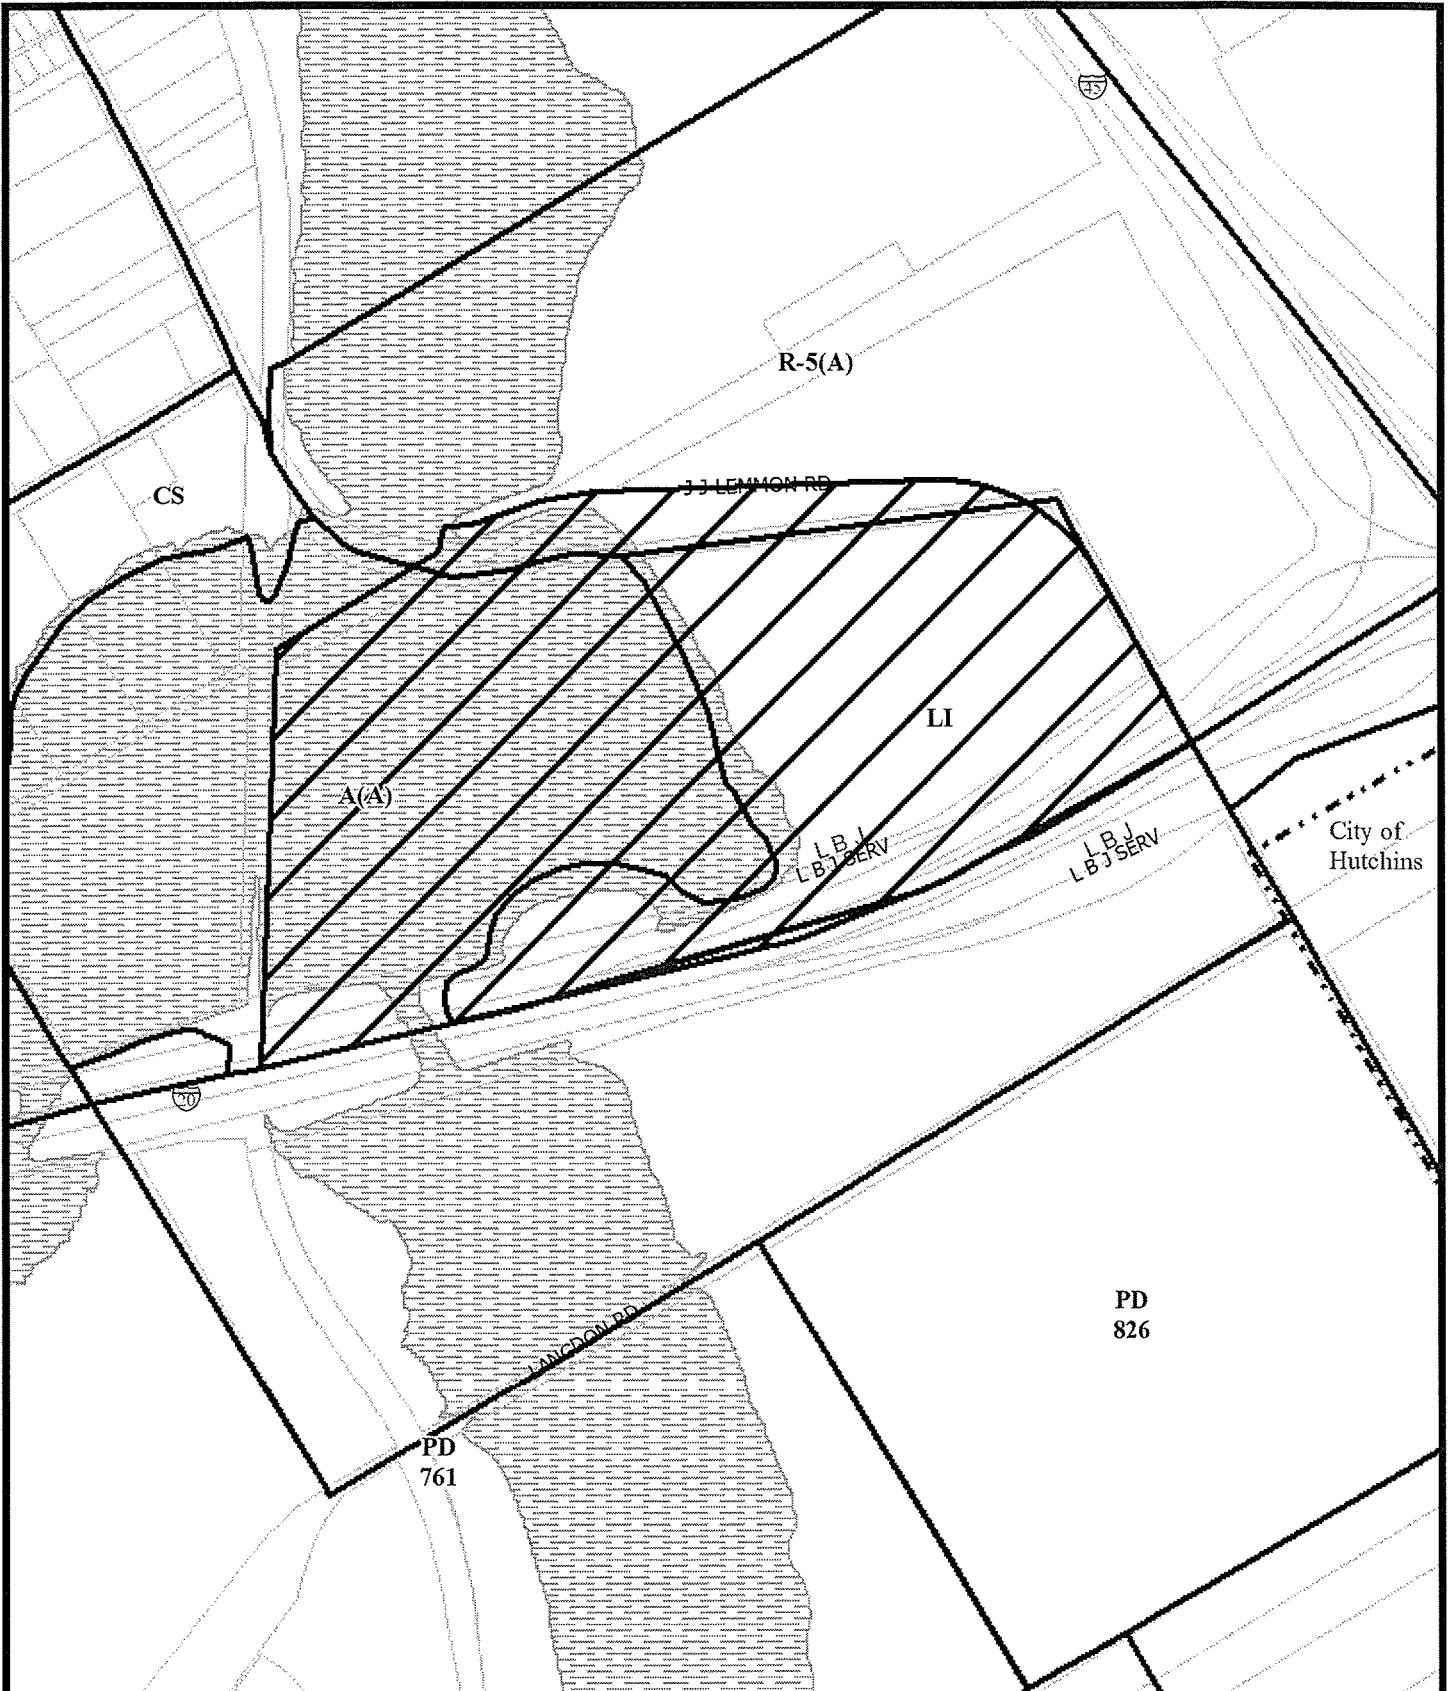 45
R-5(A)
J J LEMMON RD
CS
LI
A(A)
L B J
L B J SERV
L B J
L B J SERV
City of
Hutchins
20
PD
826
LANGDON RD
PD
761